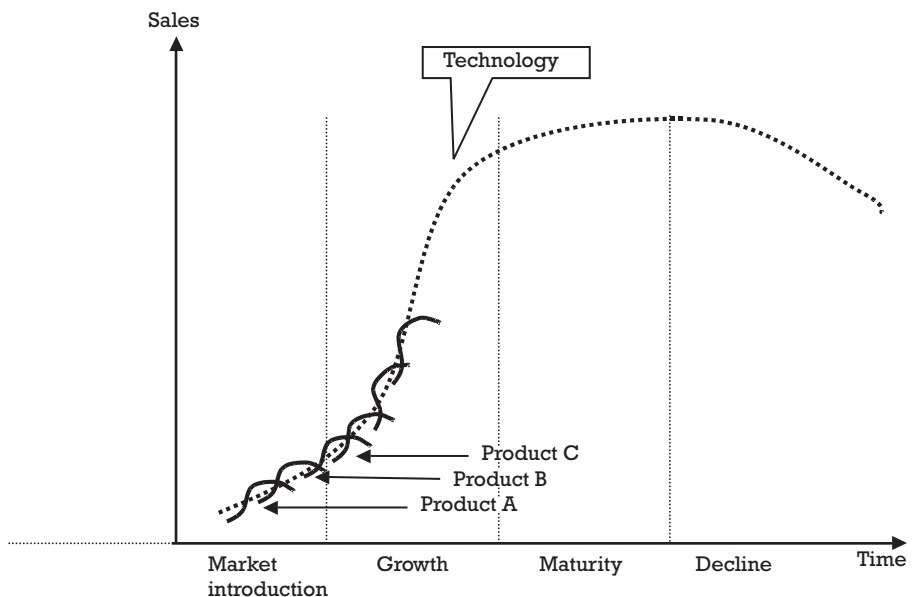 Sales
Technology
Product C
Product B
Product A
Time
Market
introduction
Growth
Maturity
Decline